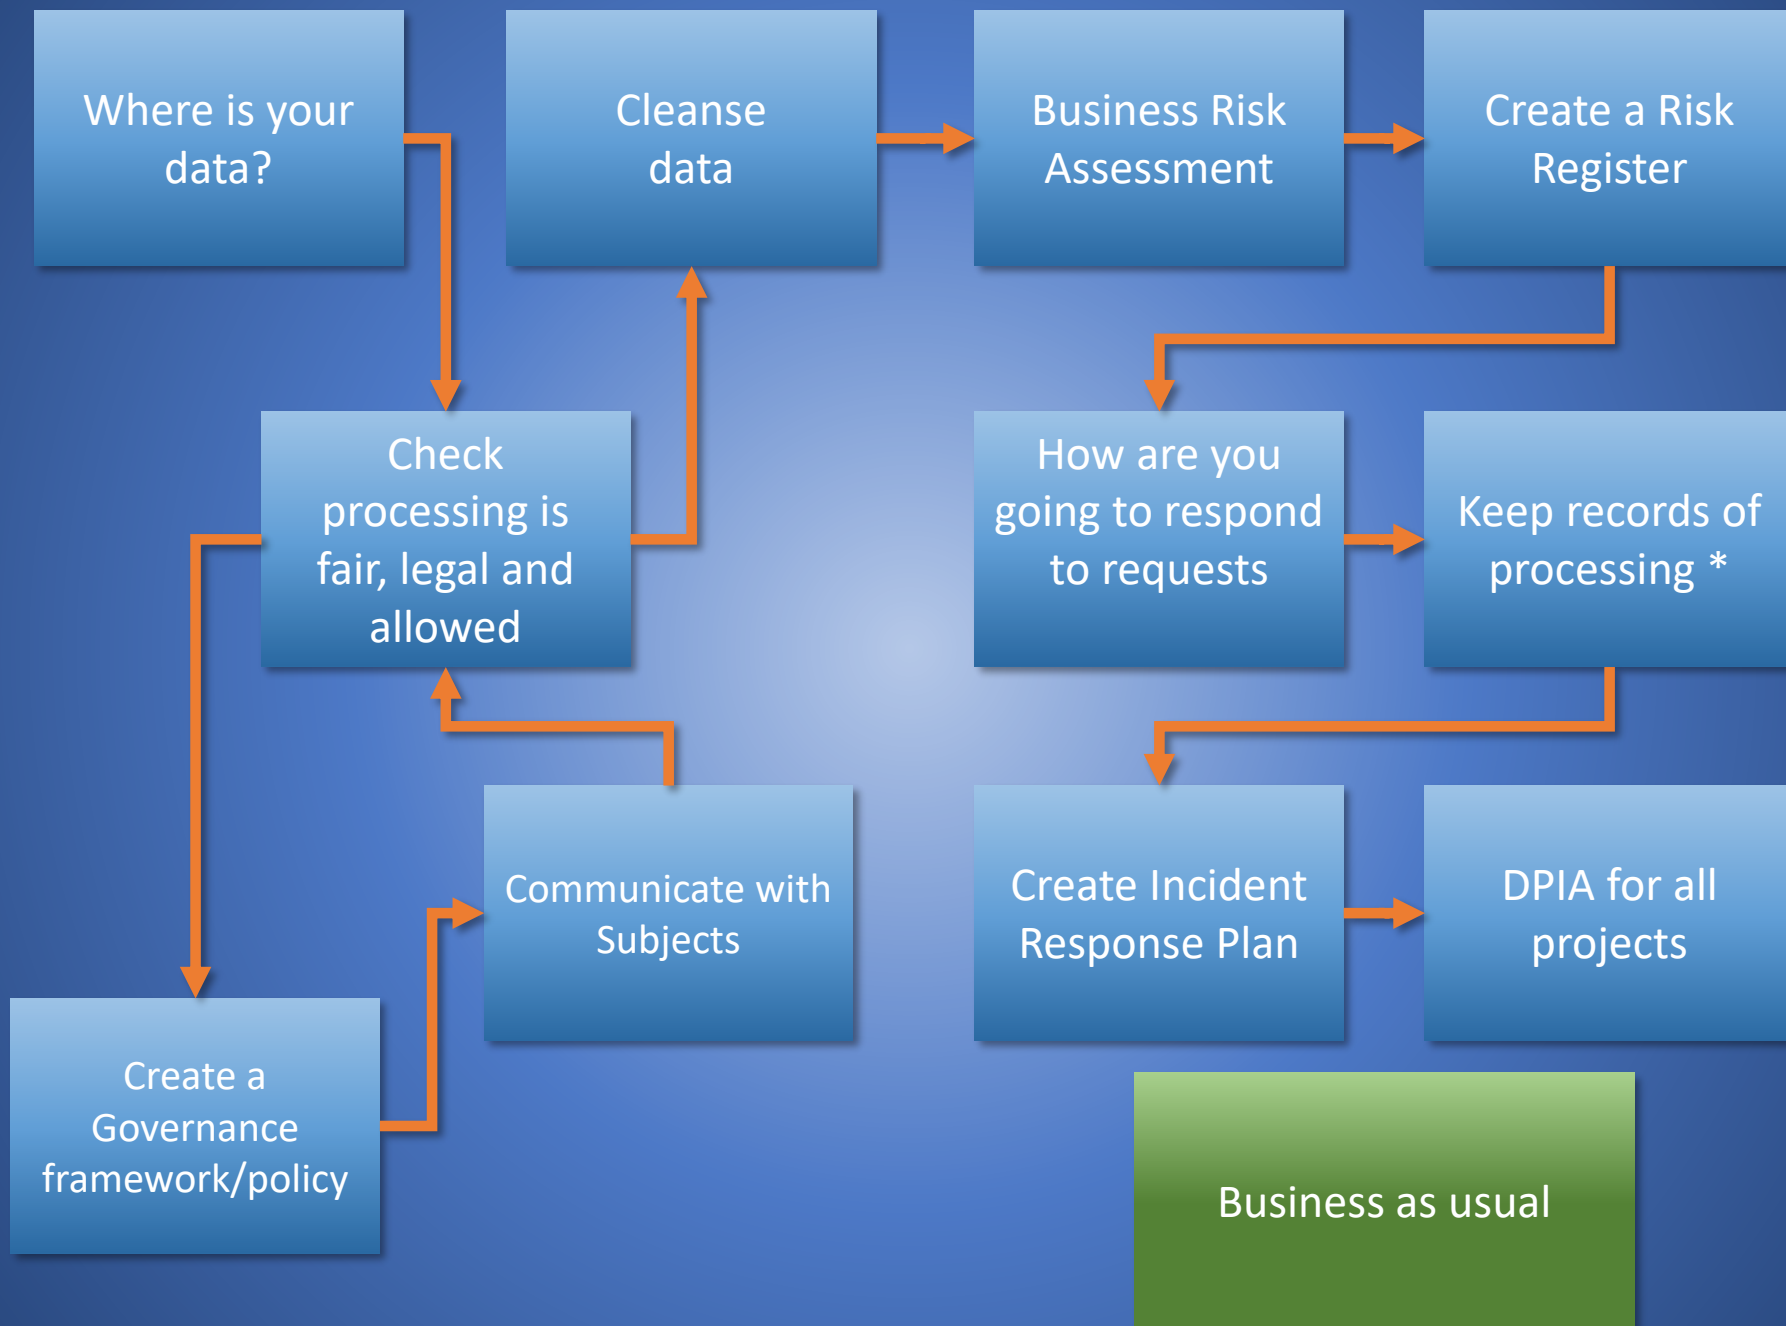 Where is your
data?
Cleanse
data
Business Risk
Assessment
Create a Risk
Register
Check
processing is
fair, legal and
allowed
How are you
going to respond
to requests
Keep records of
processing *
Communicate with
Subjects
Create Incident
Response Plan
DPIA for all
projects
Create a
Governance
framework/policy
Business as usual